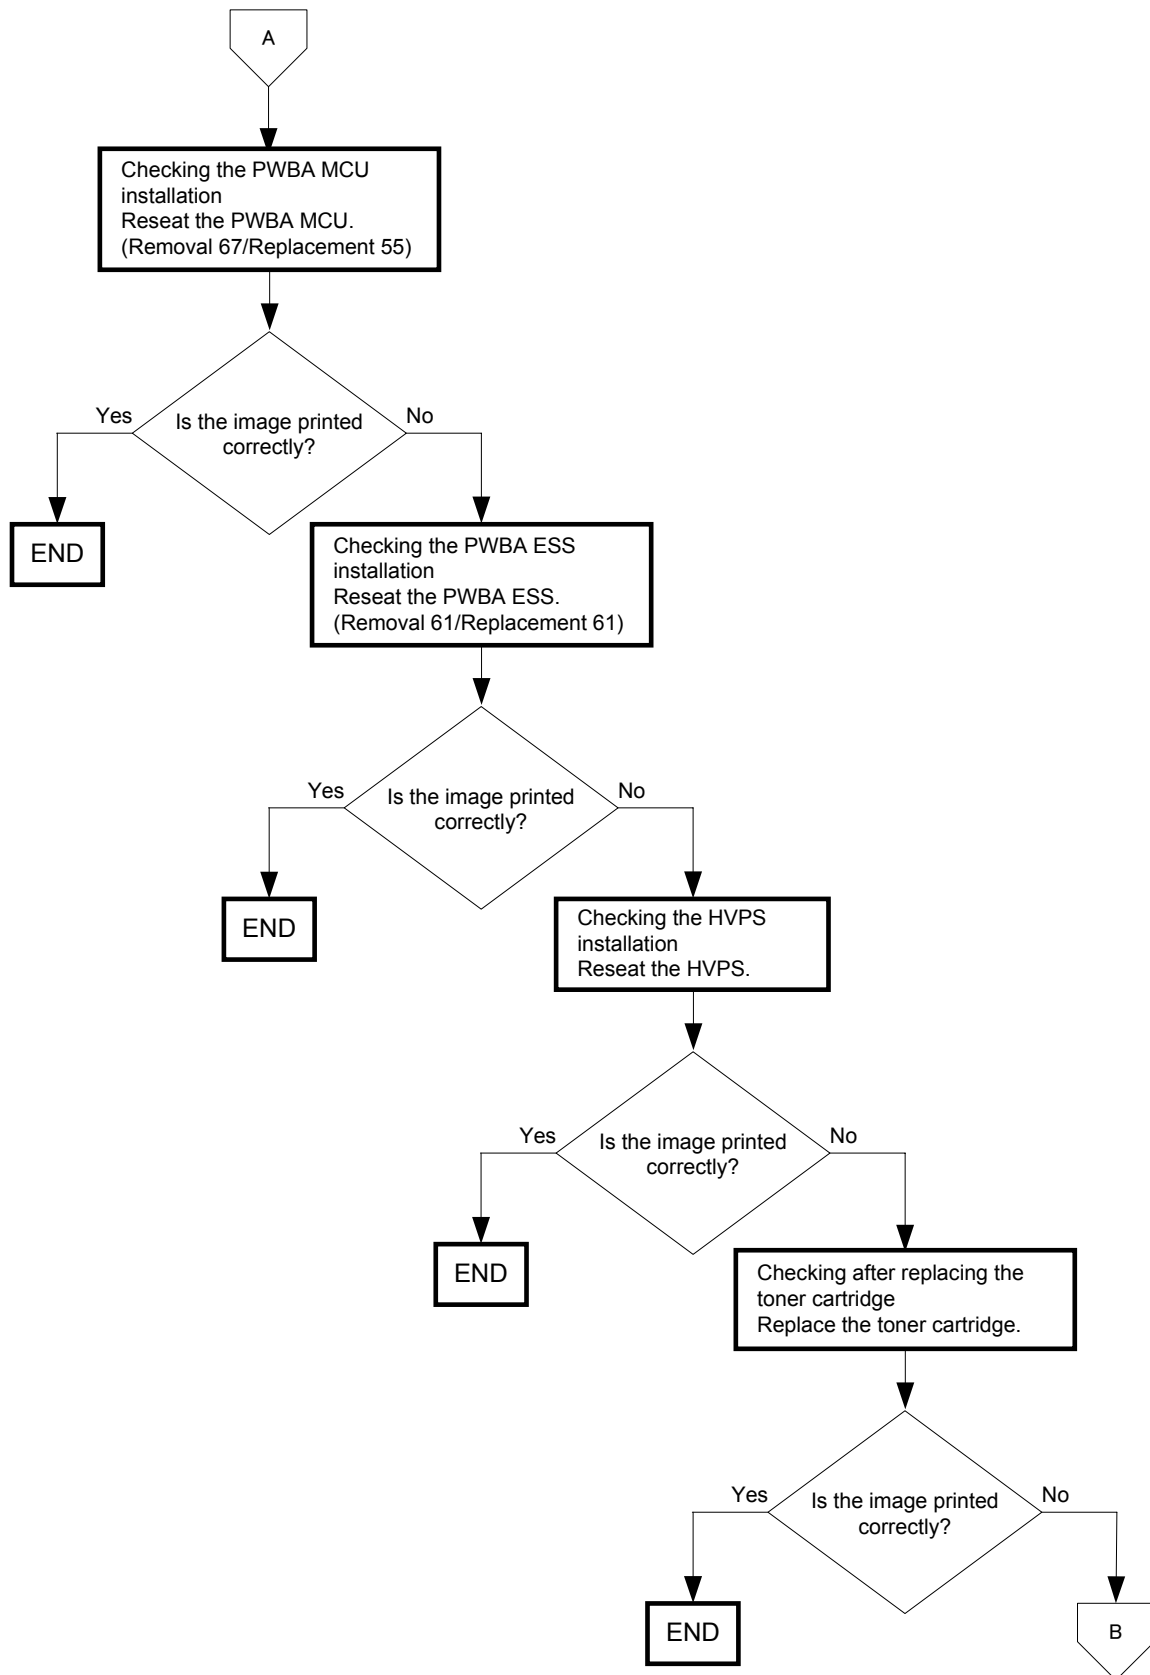 A
Checking the PWBA MCU
installation
Reseat the PWBA MCU.
(Removal 67/Replacement 55)
Yes
No
Is the image printed
correctly?
END
Checking the PWBA ESS
installation
Reseat the PWBA ESS.
(Removal 61/Replacement 61)
Yes
No
Is the image printed
correctly?
END
Checking the HVPS
installation
Reseat the HVPS.
Yes
No
Is the image printed
correctly?
END
Checking after replacing the
toner cartridge
Replace the toner cartridge.
Yes
No
Is the image printed
correctly?
END
B